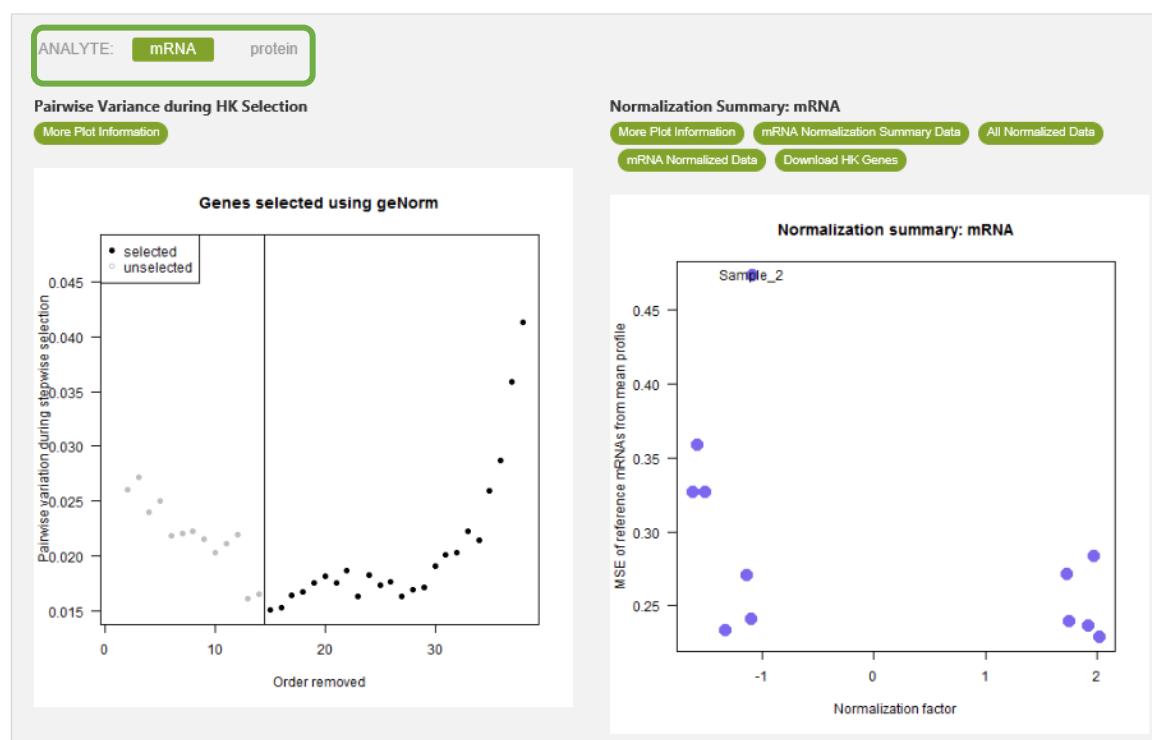 ANALYTE: mRNA protein
Pairwise Variance during HK Selection
More Plot Information
Genes selected using geNorm
selected
unselected
0.045
0.040
0.035
0.030
0.025
0.020
0.015
Pairwise variation during stepwise selection
0 10 20 30
Order removed
Normalization Summary: mRNA
More Plot Information mRNA Normalization Summary Data All Normalized Data
mRNA Normalized Data Download HK Genes
Normalization summary: mRNA
Sample_2
0.45
0.40
0.35
0.30
0.25
MSE of reference mRNAs from mean profile
-1 0 1 2
Normalization factor